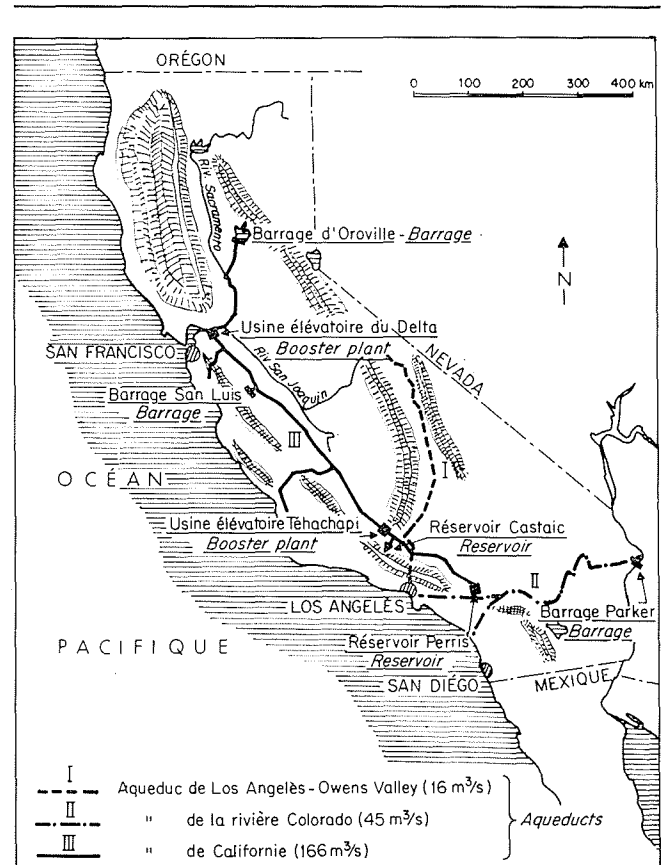 ORÉGON
0 100 200 300 400 km
Riv. Sacramento
Barrage d'Oroville - Barrage
N
Usine élévatoire du Delta
Booster plant
SAN FRANCISCO
NEVADA
Riv. San Joaquin
Barrage San Luis
Barrage
III
OCÉAN
I
Usine élévatoire Téhachapi
Booster plant
Réservoir Castaic
Reservoir
II
LOS ANGELÉS
Barrage Parker
Barrage
Réservoir Perris
Reservoir
PACIFIQUE
SAN DIÉGO
MEXIQUE
I
Aqueduc de Los Angelès - Owens Valley (16 m³/s)
II
" de la rivière Colorado (45 m³/s)
Aqueducts
III
" de Californie (166 m³/s)